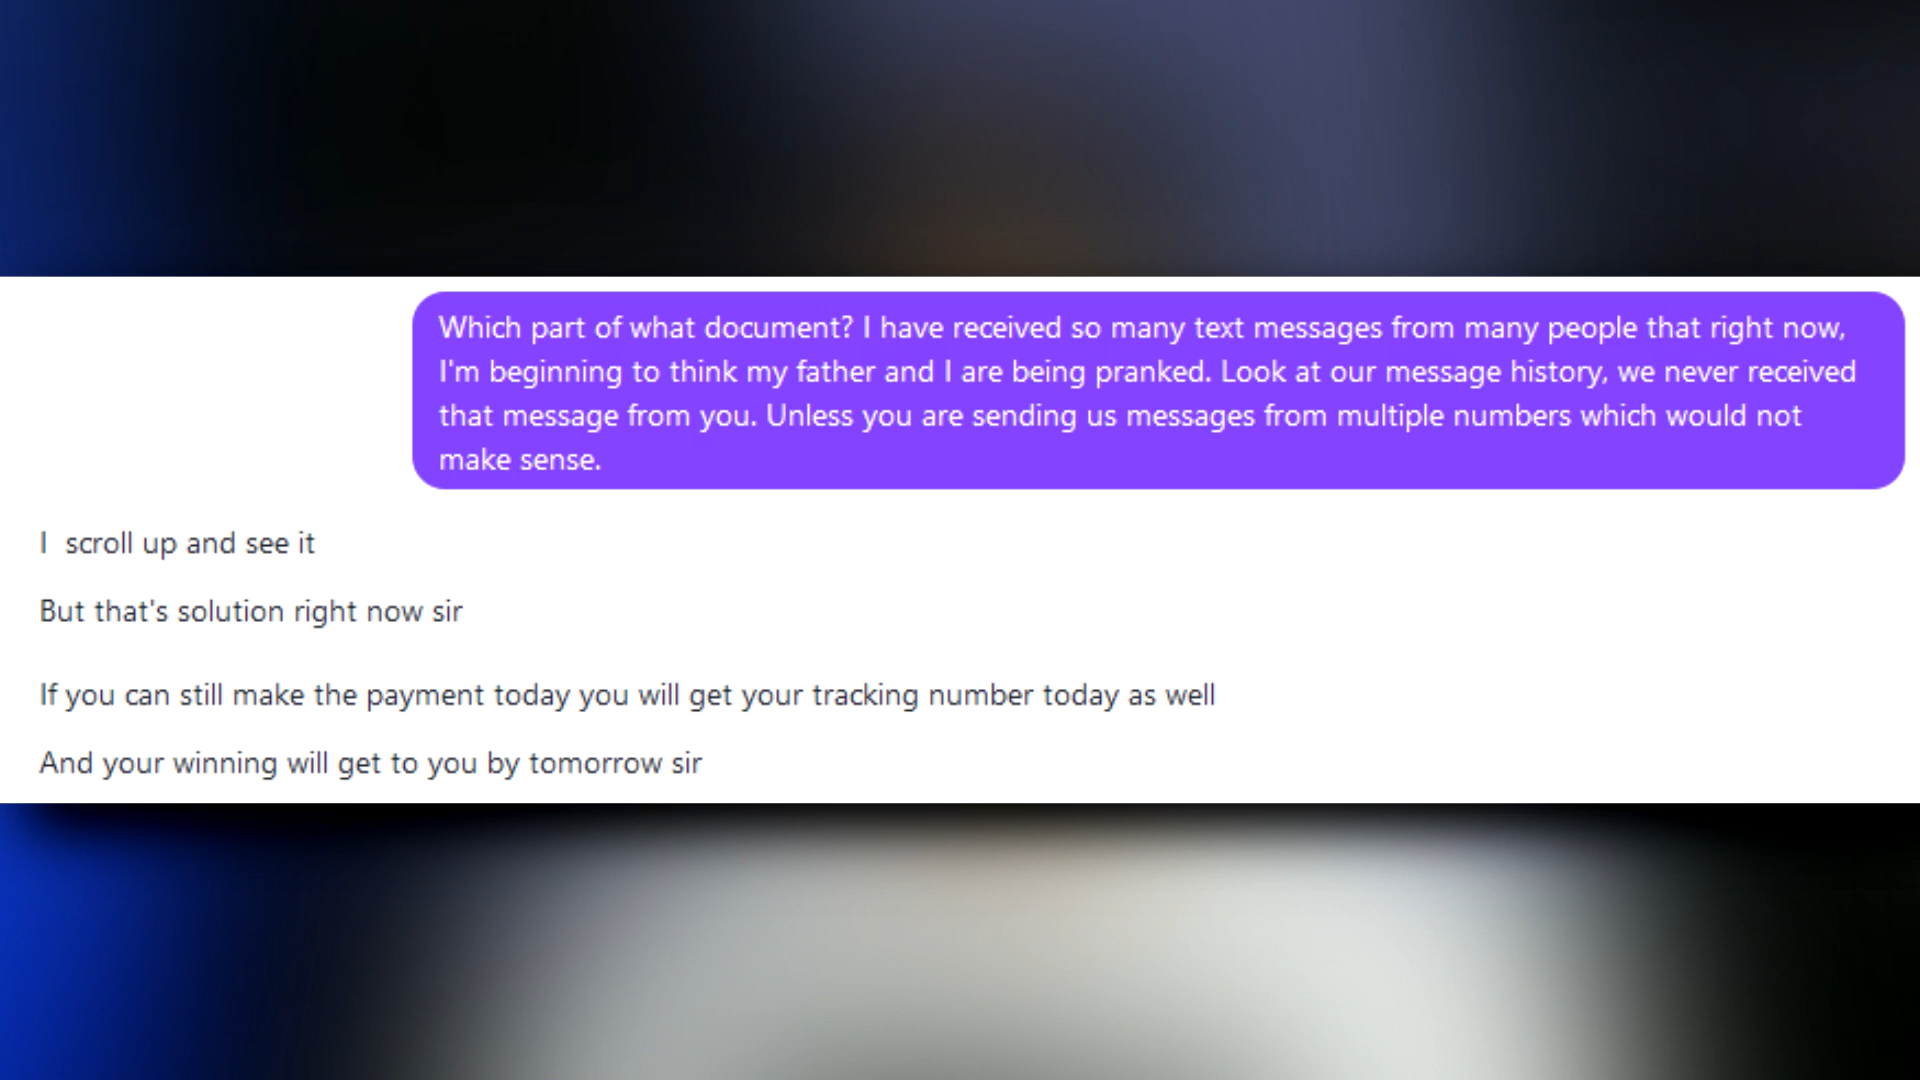 Which part of what document? I have received so many text messages from many people that right now,
I'm beginning to think my father and I are being pranked. Look at our message history, we never received
that message from you. Unless you are sending us messages from multiple numbers which would not
make sense.
I  scroll up and see it
But that's solution right now sir
If you can still make the payment today you will get your tracking number today as well
And your winning will get to you by tomorrow sir